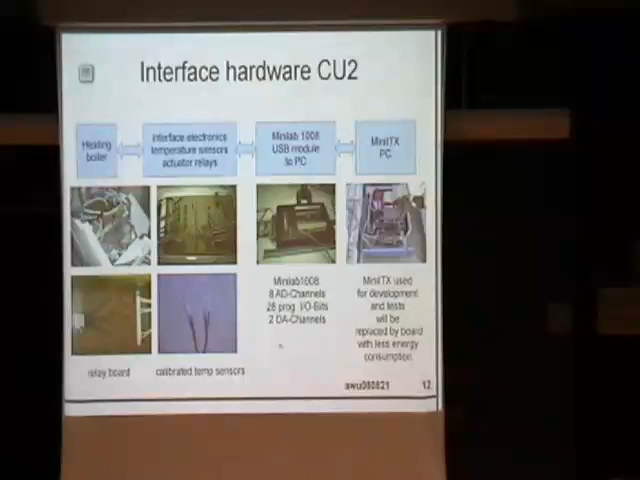 Interface hardware CU2
Heating
boiler
interface electronics
temperature sensors
actuator relays
Minilab 1008
USB module
to PC
MiniITX
PC
Minilab1008:
8 AD-Channels
28 prog. I/O-Bits
2 DA-Channels
MiniITX used
for development
and tests
will be
replaced by board
with less energy
consumption
relay board
calibrated temp sensors
awu080821
12